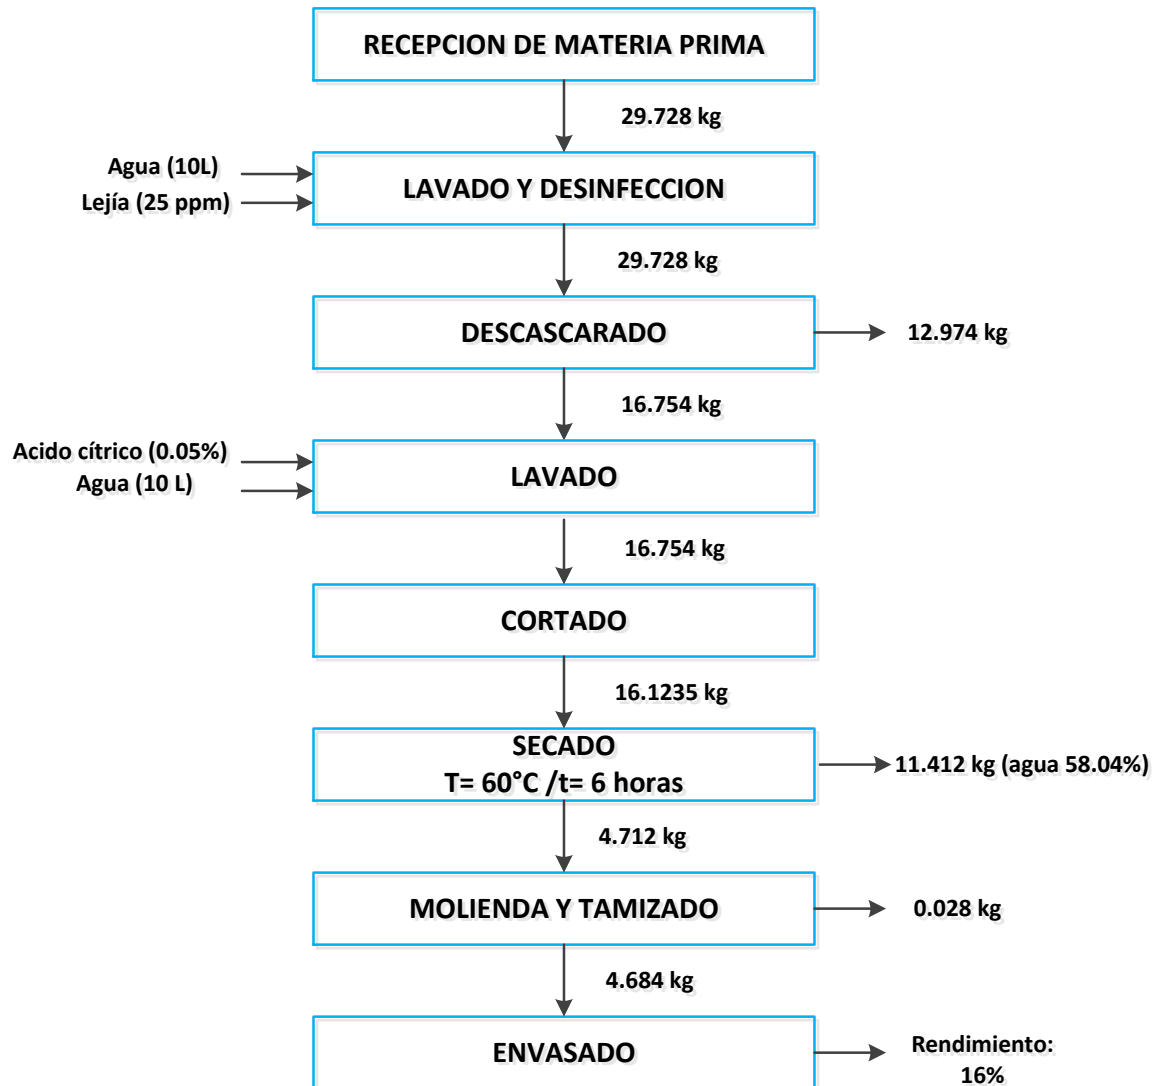 RECEPCION DE MATERIA PRIMA
29.728 kg
Agua (10L)
Lejía (25 ppm)
LAVADO Y DESINFECCION
29.728 kg
DESCASCARADO
12.974 kg
16.754 kg
Acido cítrico (0.05%)
Agua (10 L)
LAVADO
16.754 kg
CORTADO
16.1235 kg
SECADO
T= 60°C /t= 6 horas
11.412 kg (agua 58.04%)
4.712 kg
MOLIENDA Y TAMIZADO
0.028 kg
4.684 kg
ENVASADO
Rendimiento:
16%